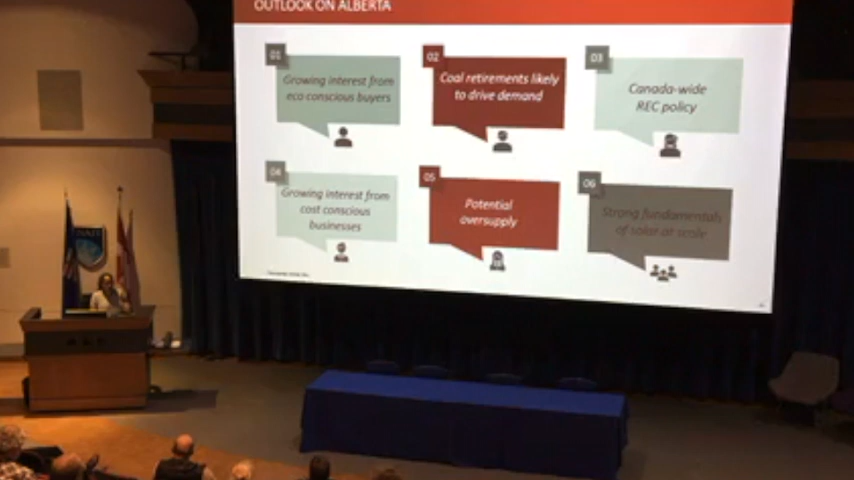 OUTLOOK ON ALBERTA
01
Growing interest from
eco conscious buyers
02
Coal retirements likely
to drive demand
03
Canada-wide
REC policy
04
Growing interest from
cost conscious
businesses
05
Potential
oversupply
06
Strong fundamentals
of solar at scale
NAIT